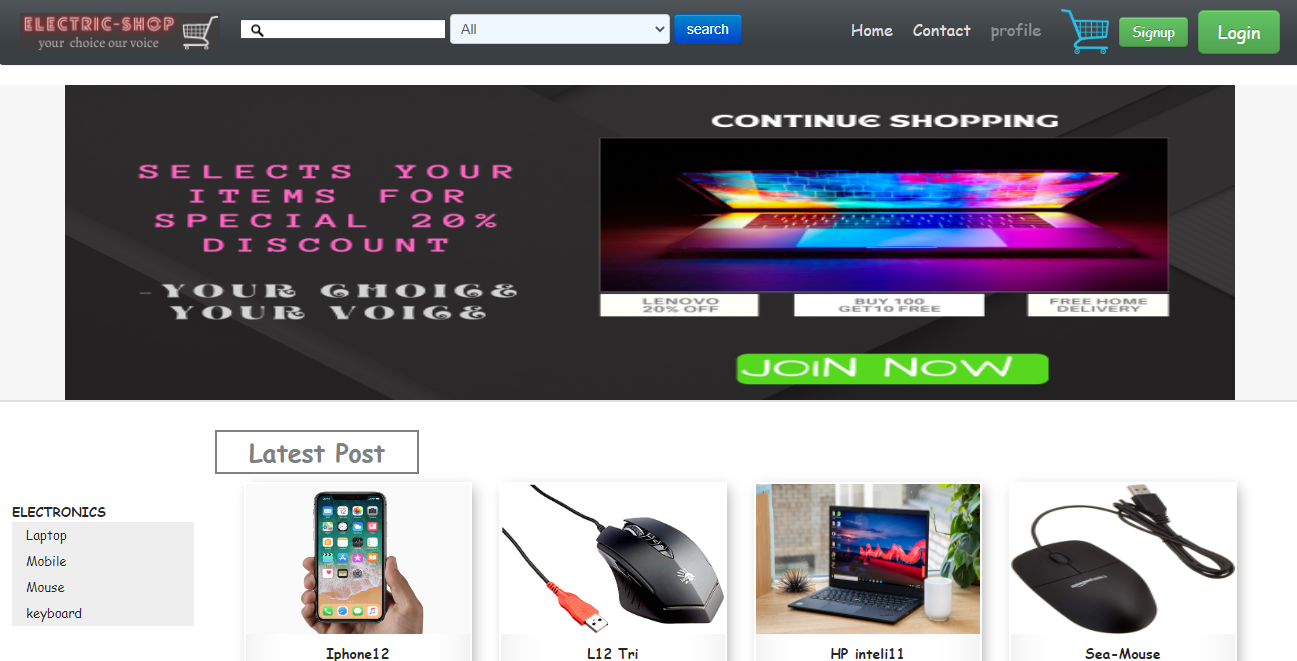 ELECTRIC-SHOP
your choice our voice
All
search
Home
Contact
profile
Signup
Login
SELECTS YOUR
ITEMS FOR
SPECIAL 20%
DISCOUNT
-YOUR CHOICE
YOUR VOICE
CONTINUE SHOPPING
LENOVO
20% OFF
BUY 100
GET10 FREE
FREE HOME
DELIVERY
JOIN NOW
Latest Post
ELECTRONICS
Laptop
Mobile
Mouse
keyboard
Iphone12
L12 Tri
HP inteli11
Sea-Mouse